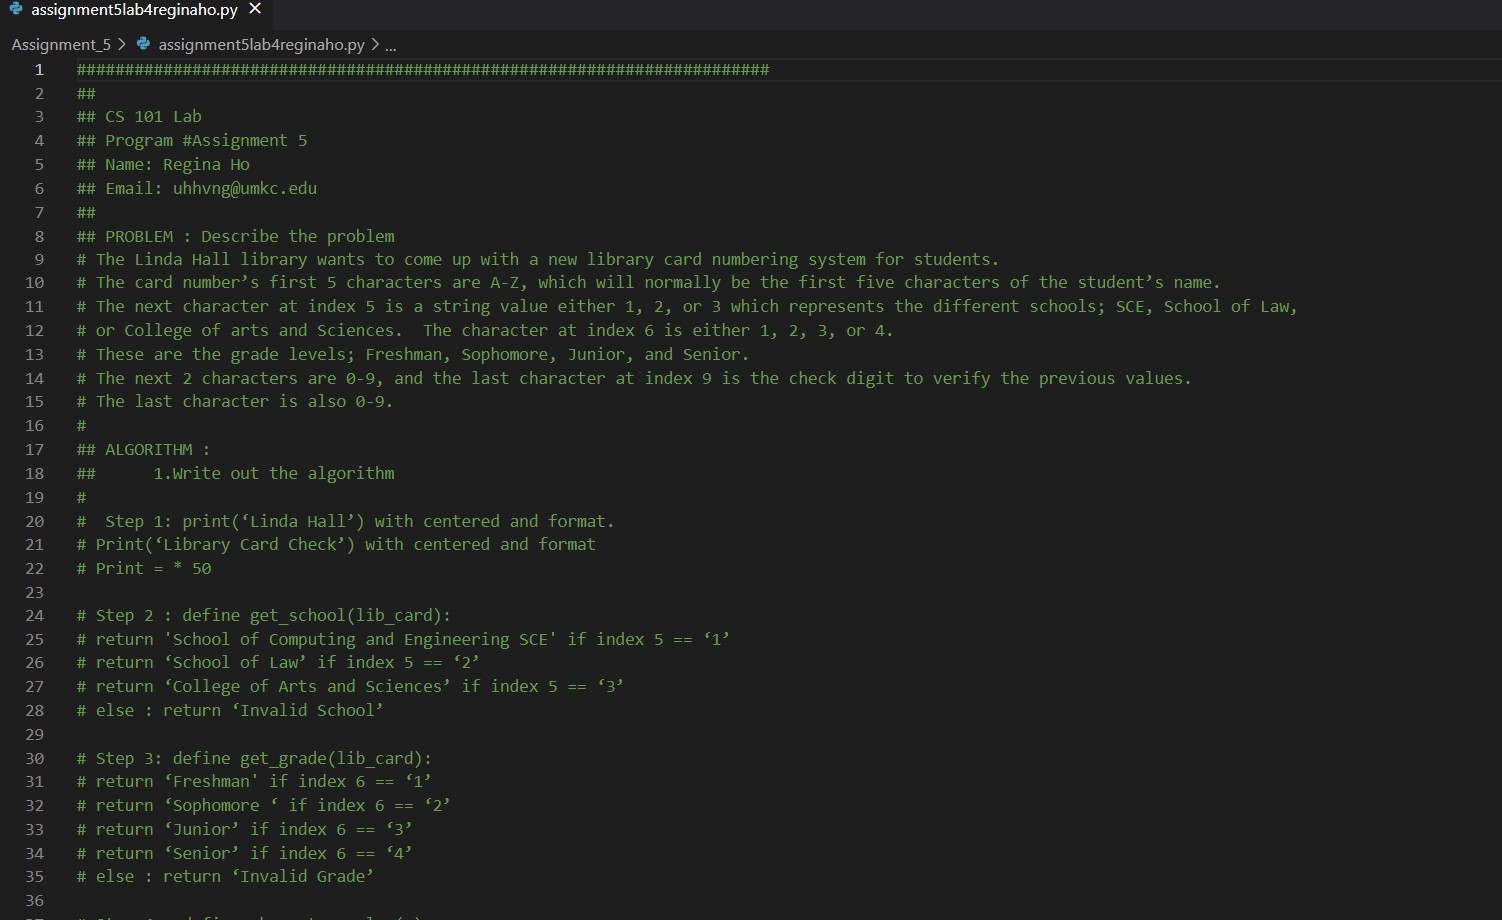 assignment5lab4reginaho.py ×
Assignment_5 > assignment5lab4reginaho.py > ...
1 ########################################################################
2 ##
3 ## CS 101 Lab
4 ## Program #Assignment 5
5 ## Name: Regina Ho
6 ## Email: uhhvng@umkc.edu
7 ##
8 ## PROBLEM : Describe the problem
9 # The Linda Hall library wants to come up with a new library card numbering system for students.
10 # The card number’s first 5 characters are A-Z, which will normally be the first five characters of the student’s name.
11 # The next character at index 5 is a string value either 1, 2, or 3 which represents the different schools; SCE, School of Law,
12 # or College of arts and Sciences.  The character at index 6 is either 1, 2, 3, or 4.
13 # These are the grade levels; Freshman, Sophomore, Junior, and Senior.
14 # The next 2 characters are 0-9, and the last character at index 9 is the check digit to verify the previous values.
15 # The last character is also 0-9.
16 #
17 ## ALGORITHM :
18 ##      1.Write out the algorithm
19 #
20 #  Step 1: print(‘Linda Hall’) with centered and format.
21 # Print(‘Library Card Check’) with centered and format
22 # Print = * 50
23
24 # Step 2 : define get_school(lib_card):
25 # return 'School of Computing and Engineering SCE' if index 5 == ‘1’
26 # return ‘School of Law’ if index 5 == ‘2’
27 # return ‘College of Arts and Sciences’ if index 5 == ‘3’
28 # else : return ‘Invalid School’
29
30 # Step 3: define get_grade(lib_card):
31 # return ‘Freshman' if index 6 == ‘1’
32 # return ‘Sophomore ‘ if index 6 == ‘2’
33 # return ‘Junior’ if index 6 == ‘3’
34 # return ‘Senior’ if index 6 == ‘4’
35 # else : return ‘Invalid Grade’
36